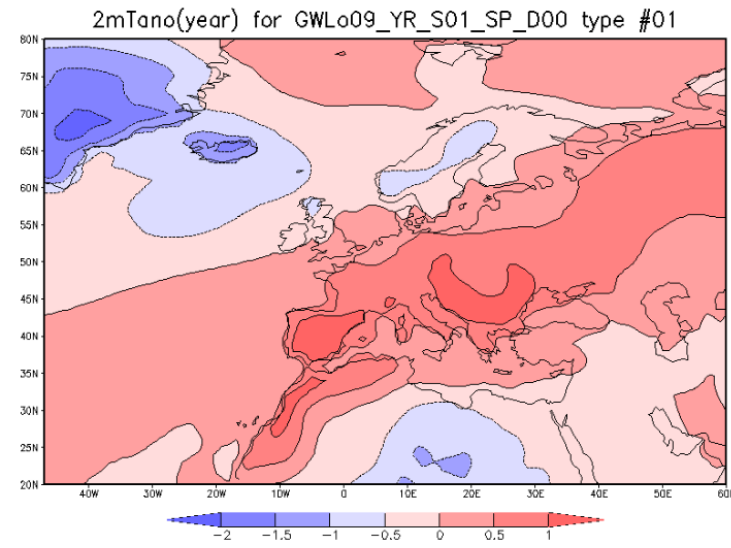 2mTano(year) for GWLo09_YR_S01_SP_D00 type #01
80N
75N
70N
65N
60N
55N
50N
45N
40N
35N
30N
25N
20N
40W 30W 20W 10W 0 10E 20E 30E 40E 50E 60E
-2 -1.5 -1 -0.5 0 0.5 1